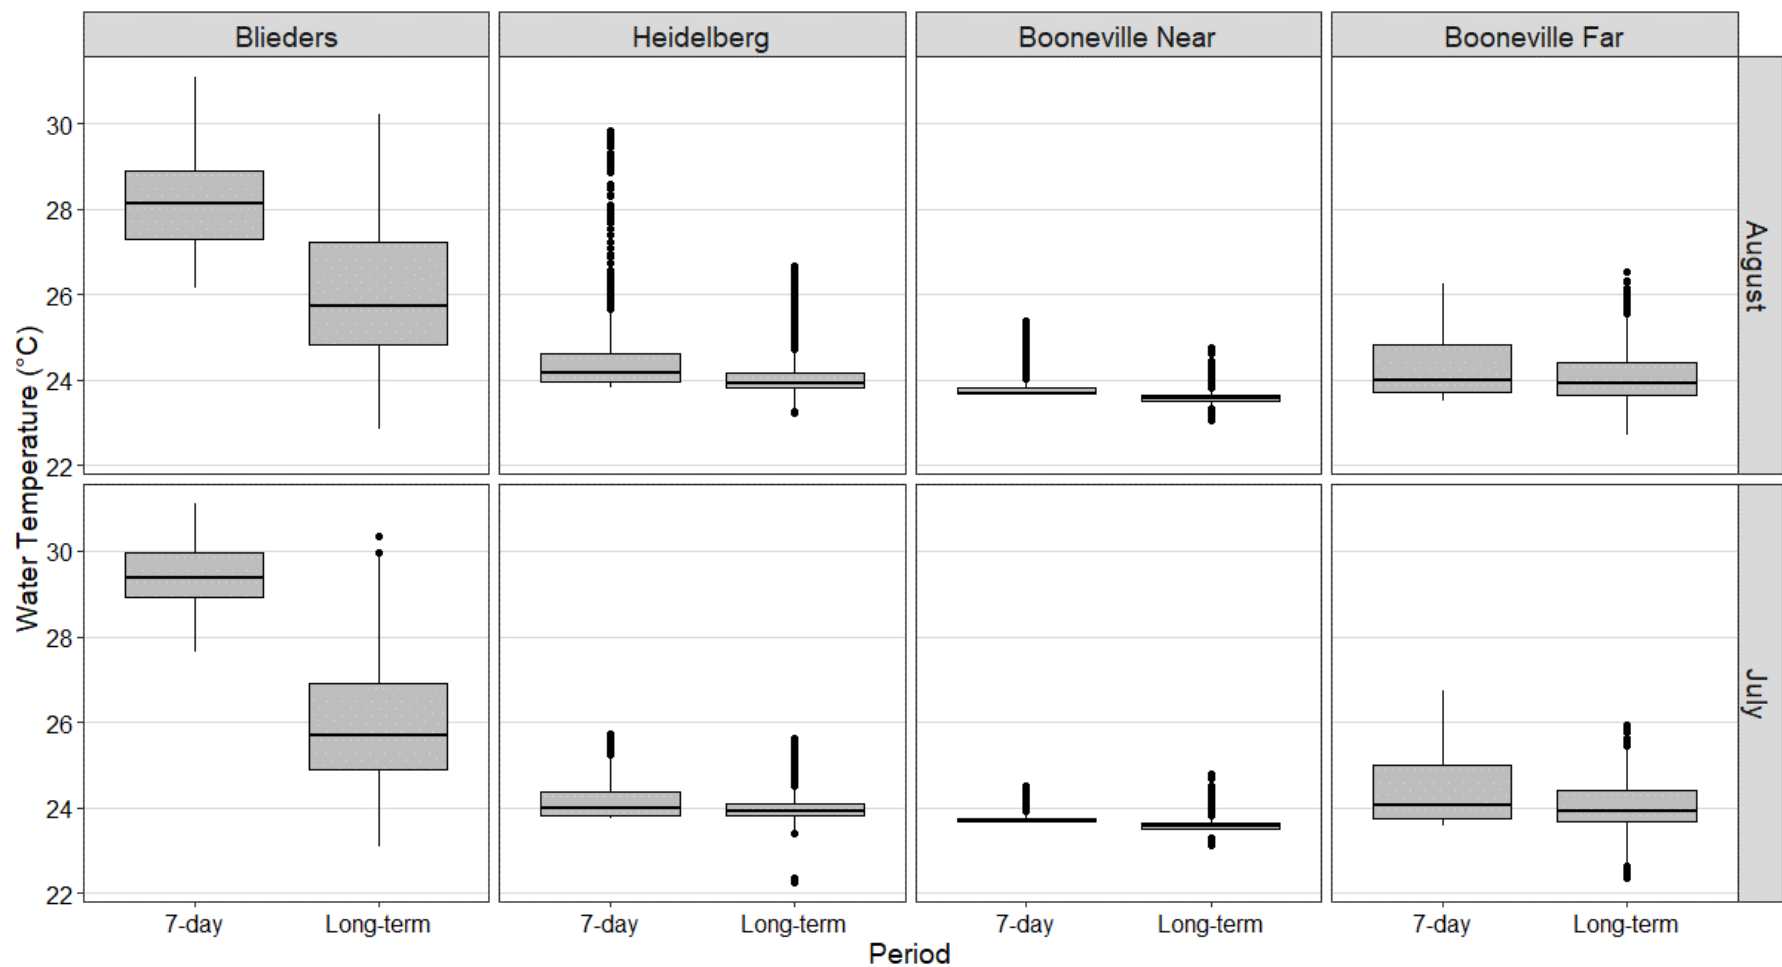 Blieders
Heidelberg
Booneville Near
Booneville Far
Water Temperature (°C)
30
28
26
24
22
August
30
28
26
24
22
July
7-day
Long-term
7-day
Long-term
7-day
Long-term
7-day
Long-term
Period